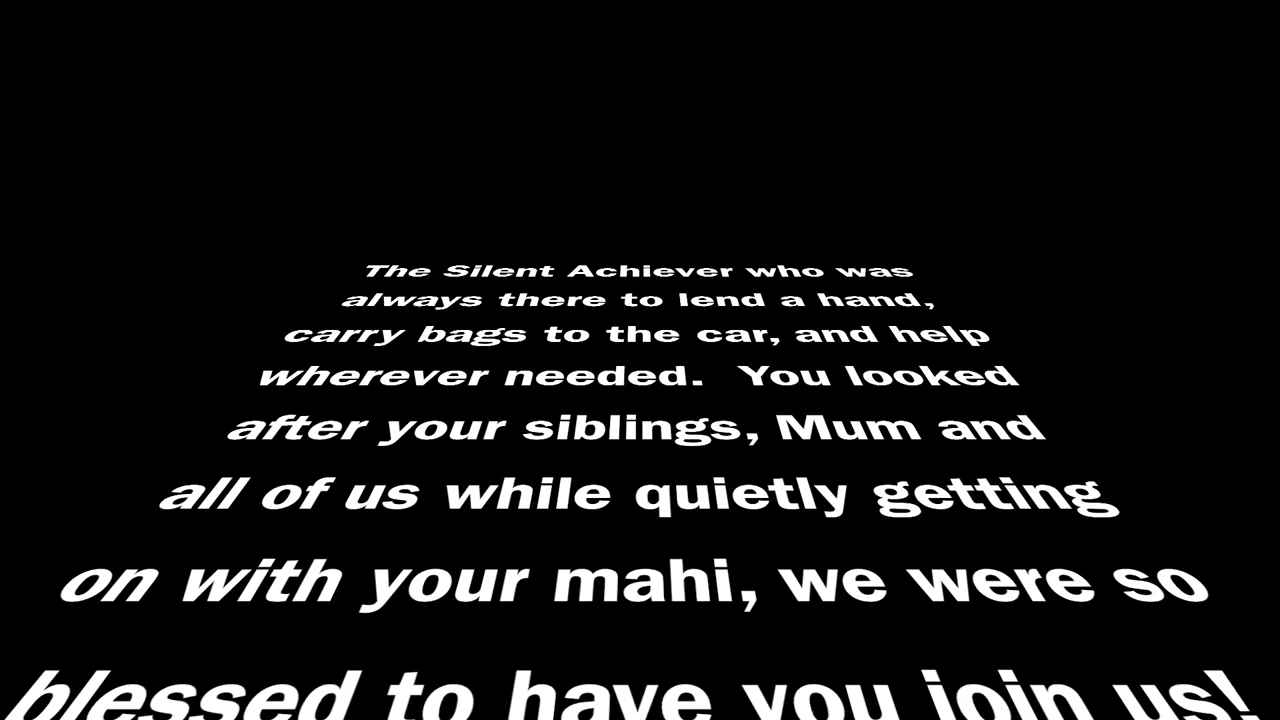 The Silent Achiever who was
always there to lend a hand,
carry bags to the car, and help
wherever needed.  You looked
after your siblings, Mum and
all of us while quietly getting
on with your mahi, we were so
blessed to have you join us!